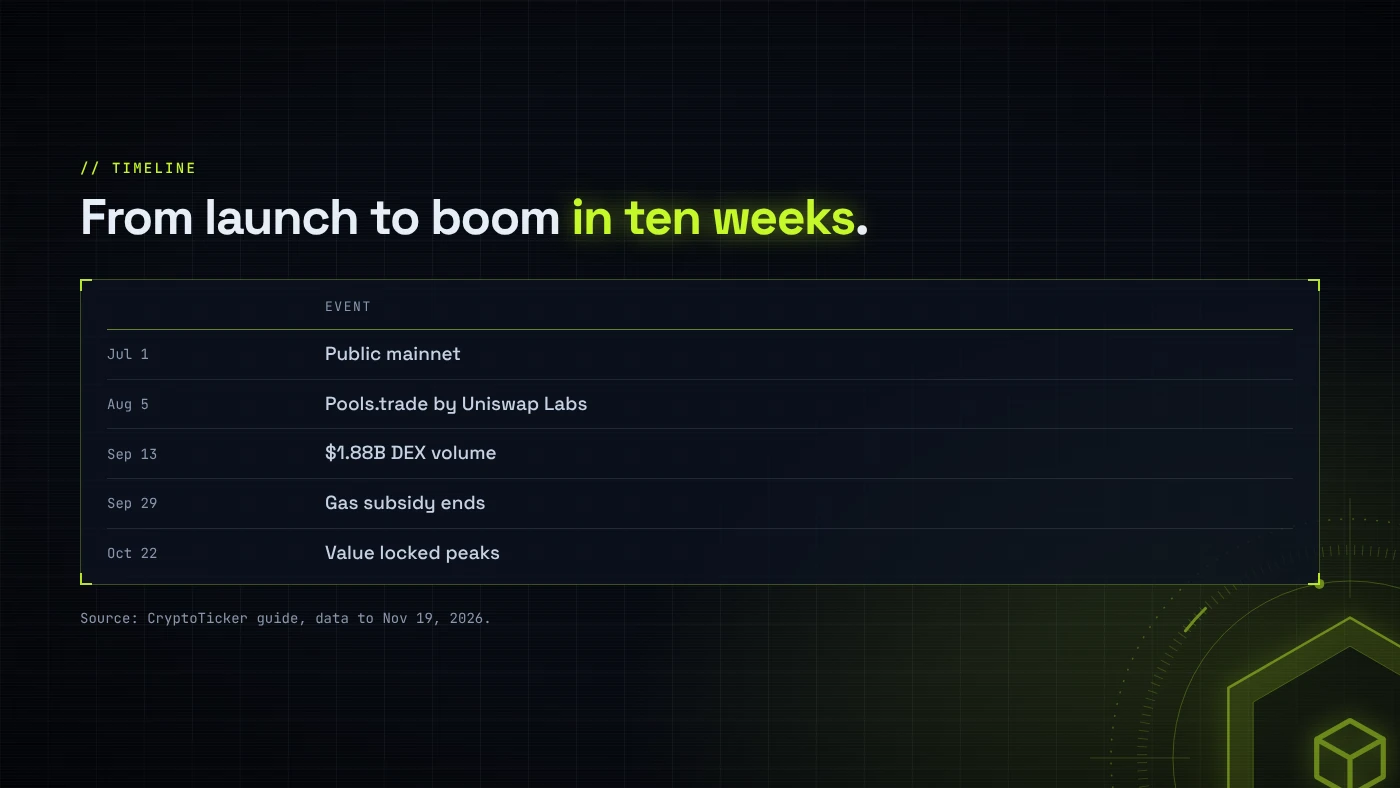 // TIMELINE
From launch to boom in ten weeks.
EVENT
Jul 1 Public mainnet
Aug 5 Pools.trade by Uniswap Labs
Sep 13 $1.88B DEX volume
Sep 29 Gas subsidy ends
Oct 22 Value locked peaks
Source: CryptoTicker guide, data to Nov 19, 2026.